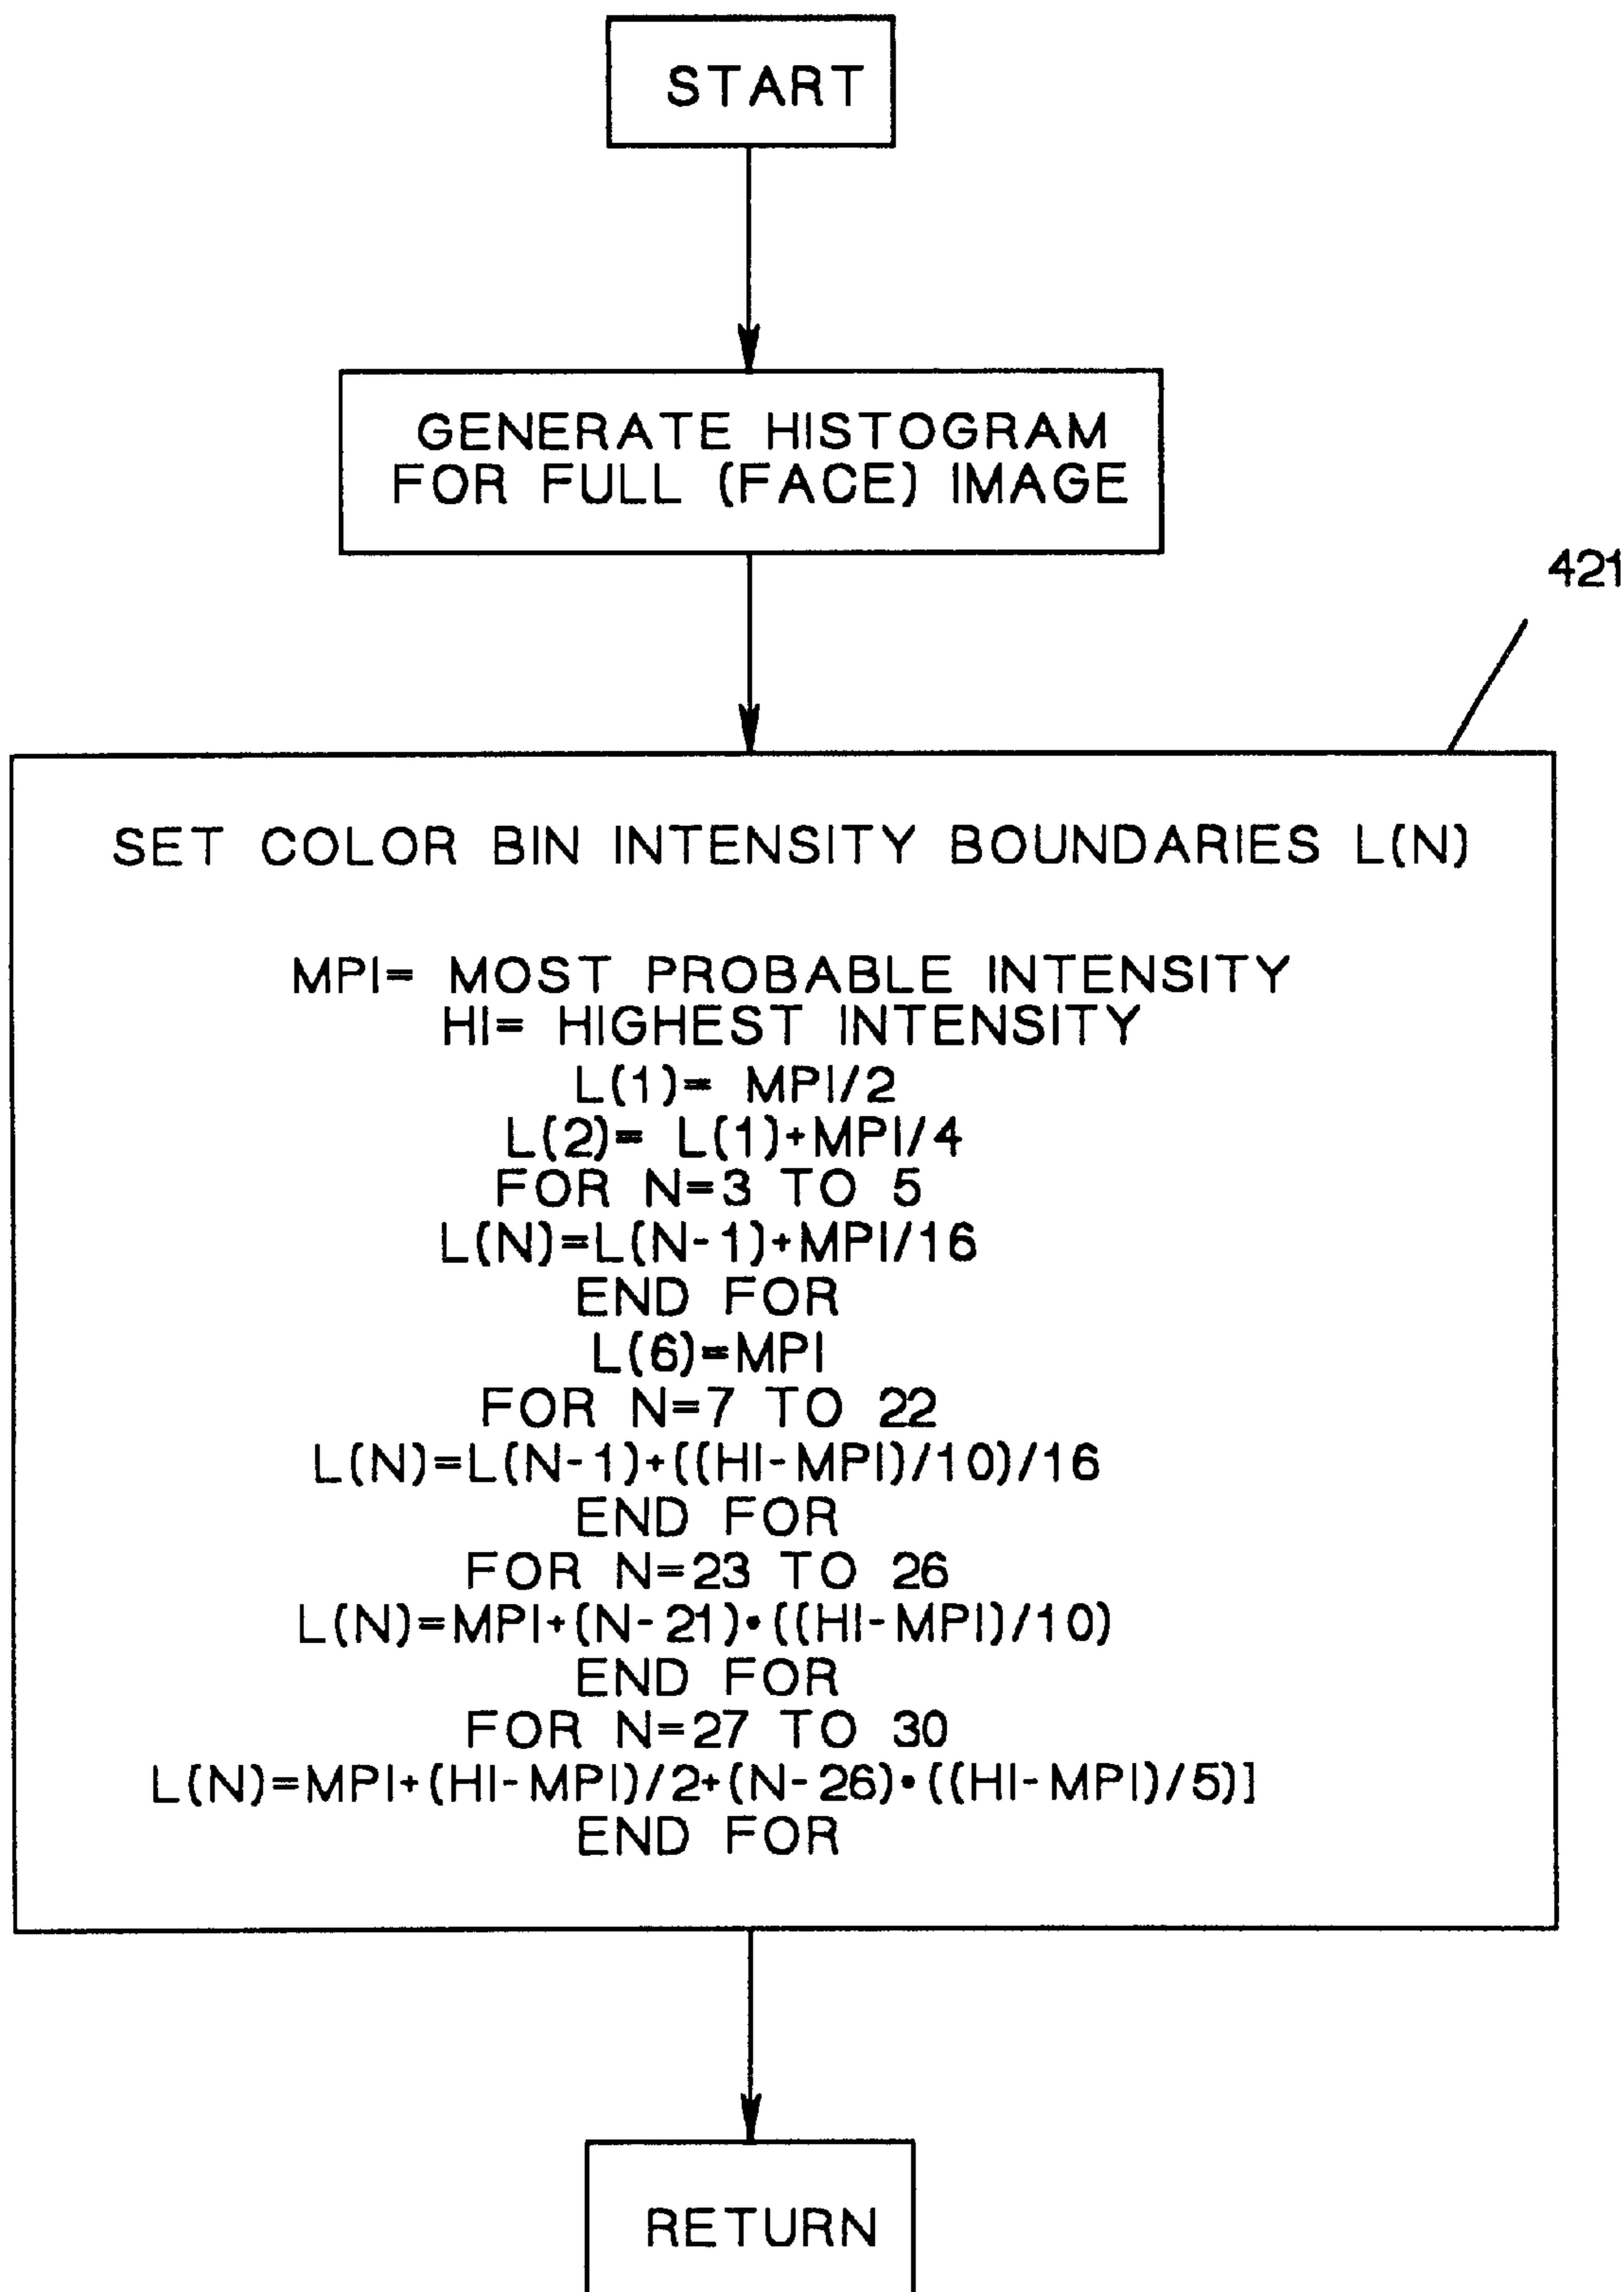 START
GENERATE HISTOGRAM
FOR FULL (FACE) IMAGE
421
SET COLOR BIN INTENSITY BOUNDARIES L(N)
MPI= MOST PROBABLE INTENSITY
HI= HIGHEST INTENSITY
L(1)= MPI/2
L(2)= L(1)+MPI/4
FOR N=3 TO 5
L(N)=L(N-1)+MPI/16
END FOR
L(6)=MPI
FOR N=7 TO 22
L(N)=L(N-1)+((HI-MPI)/10)/16
END FOR
FOR N=23 TO 26
L(N)=MPI+(N-21)•((HI-MPI)/10)
END FOR
FOR N=27 TO 30
L(N)=MPI+(HI-MPI)/2+(N-26)•((HI-MPI)/5)]
END FOR
RETURN